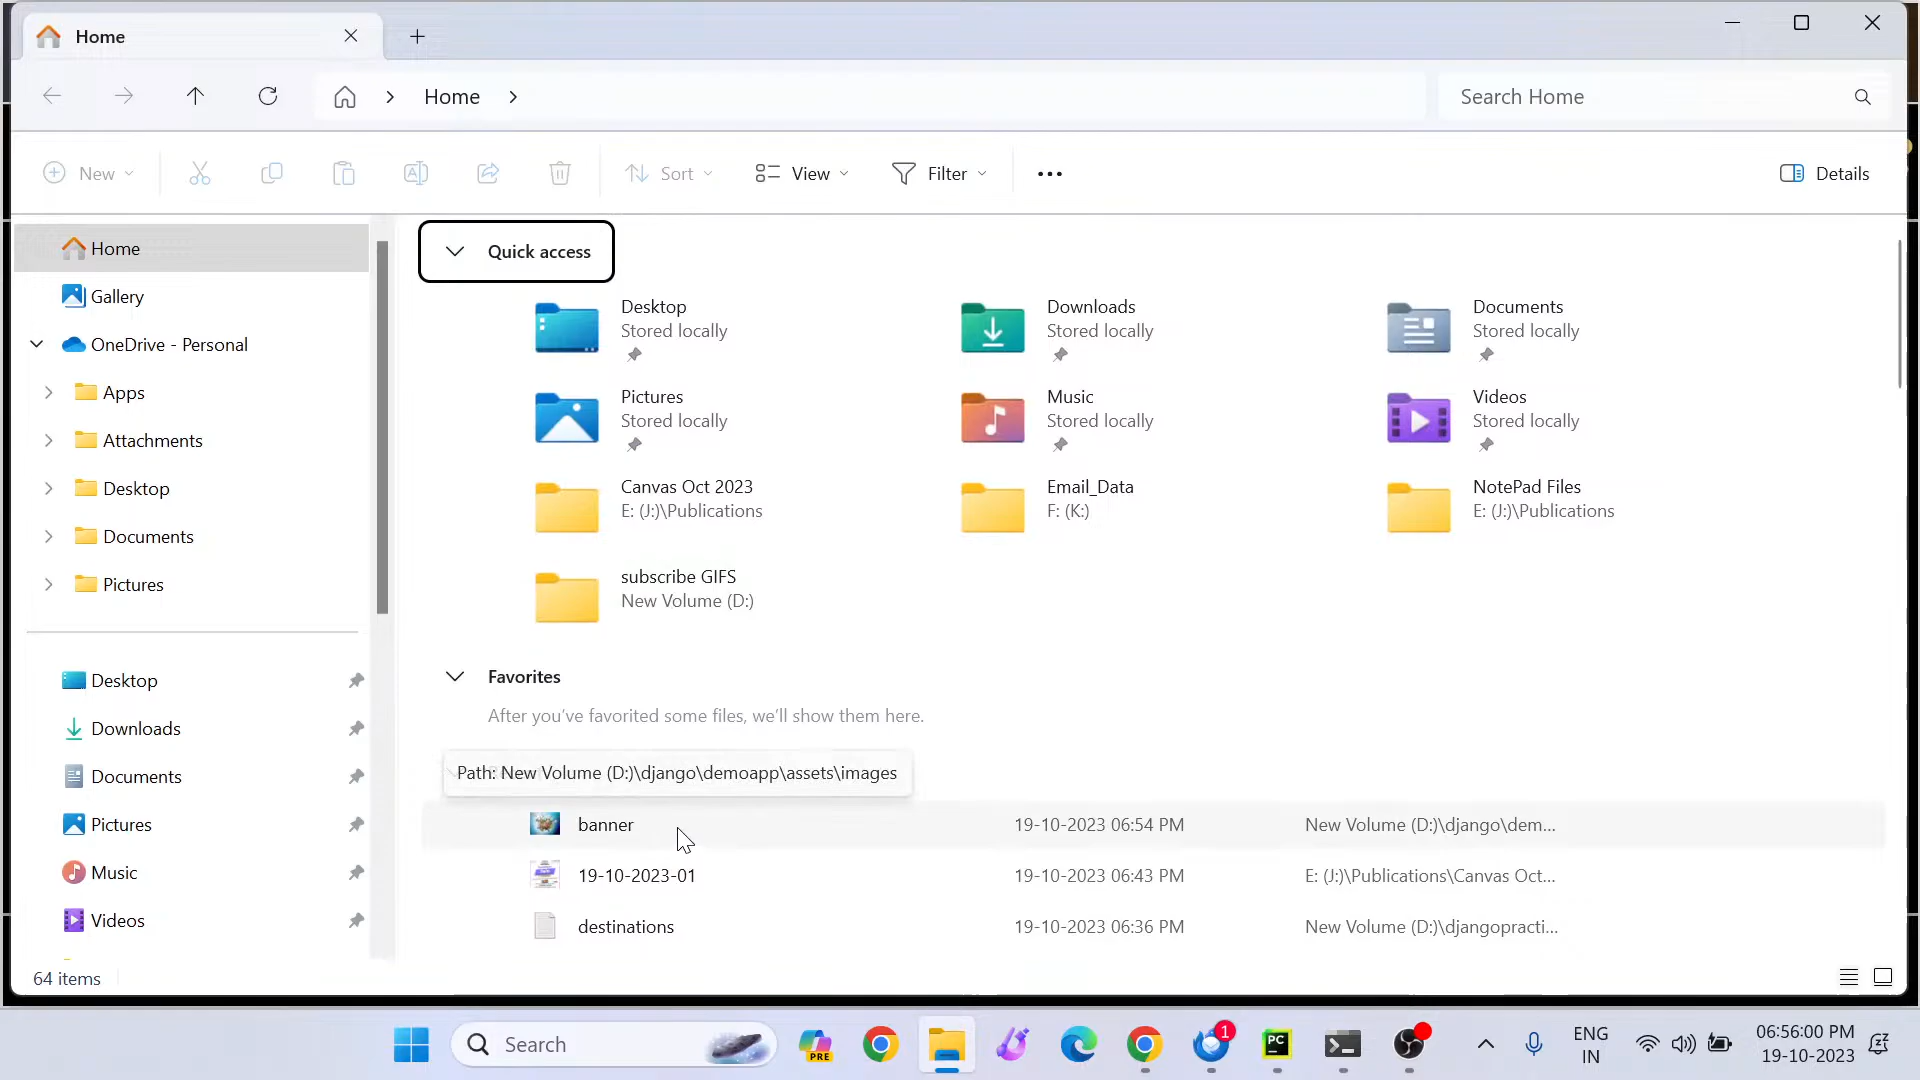 Home
Home
Search Home
New
Sort
View
Filter
Details
Home
Gallery
OneDrive - Personal
Apps
Attachments
Desktop
Documents
Pictures
Desktop
Downloads
Documents
Pictures
Music
Videos
64 items
Quick access
Desktop
Stored locally
Downloads
Stored locally
Documents
Stored locally
Pictures
Stored locally
Music
Stored locally
Videos
Stored locally
Canvas Oct 2023
E: (J:)\Publications
Email_Data
F: (K:)
NotePad Files
E: (J:)\Publications
subscribe GIFS
New Volume (D:)
Favorites
After you've favorited some files, we'll show them here.
Path: New Volume (D:)\django\demoapp\assets\images
banner 19-10-2023 06:54 PM New Volume (D:)\django\dem...
19-10-2023-01 19-10-2023 06:43 PM E: (J:)\Publications\Canvas Oct...
destinations 19-10-2023 06:36 PM New Volume (D:)\djangopracti...
Search
PRE
1
PC
ENG
IN
06:56:00 PM
19-10-2023